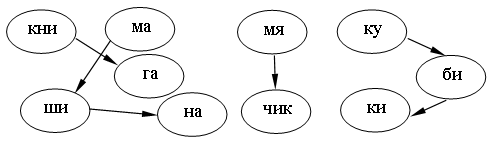 кни ма мя ку
га би
ши на чик ки